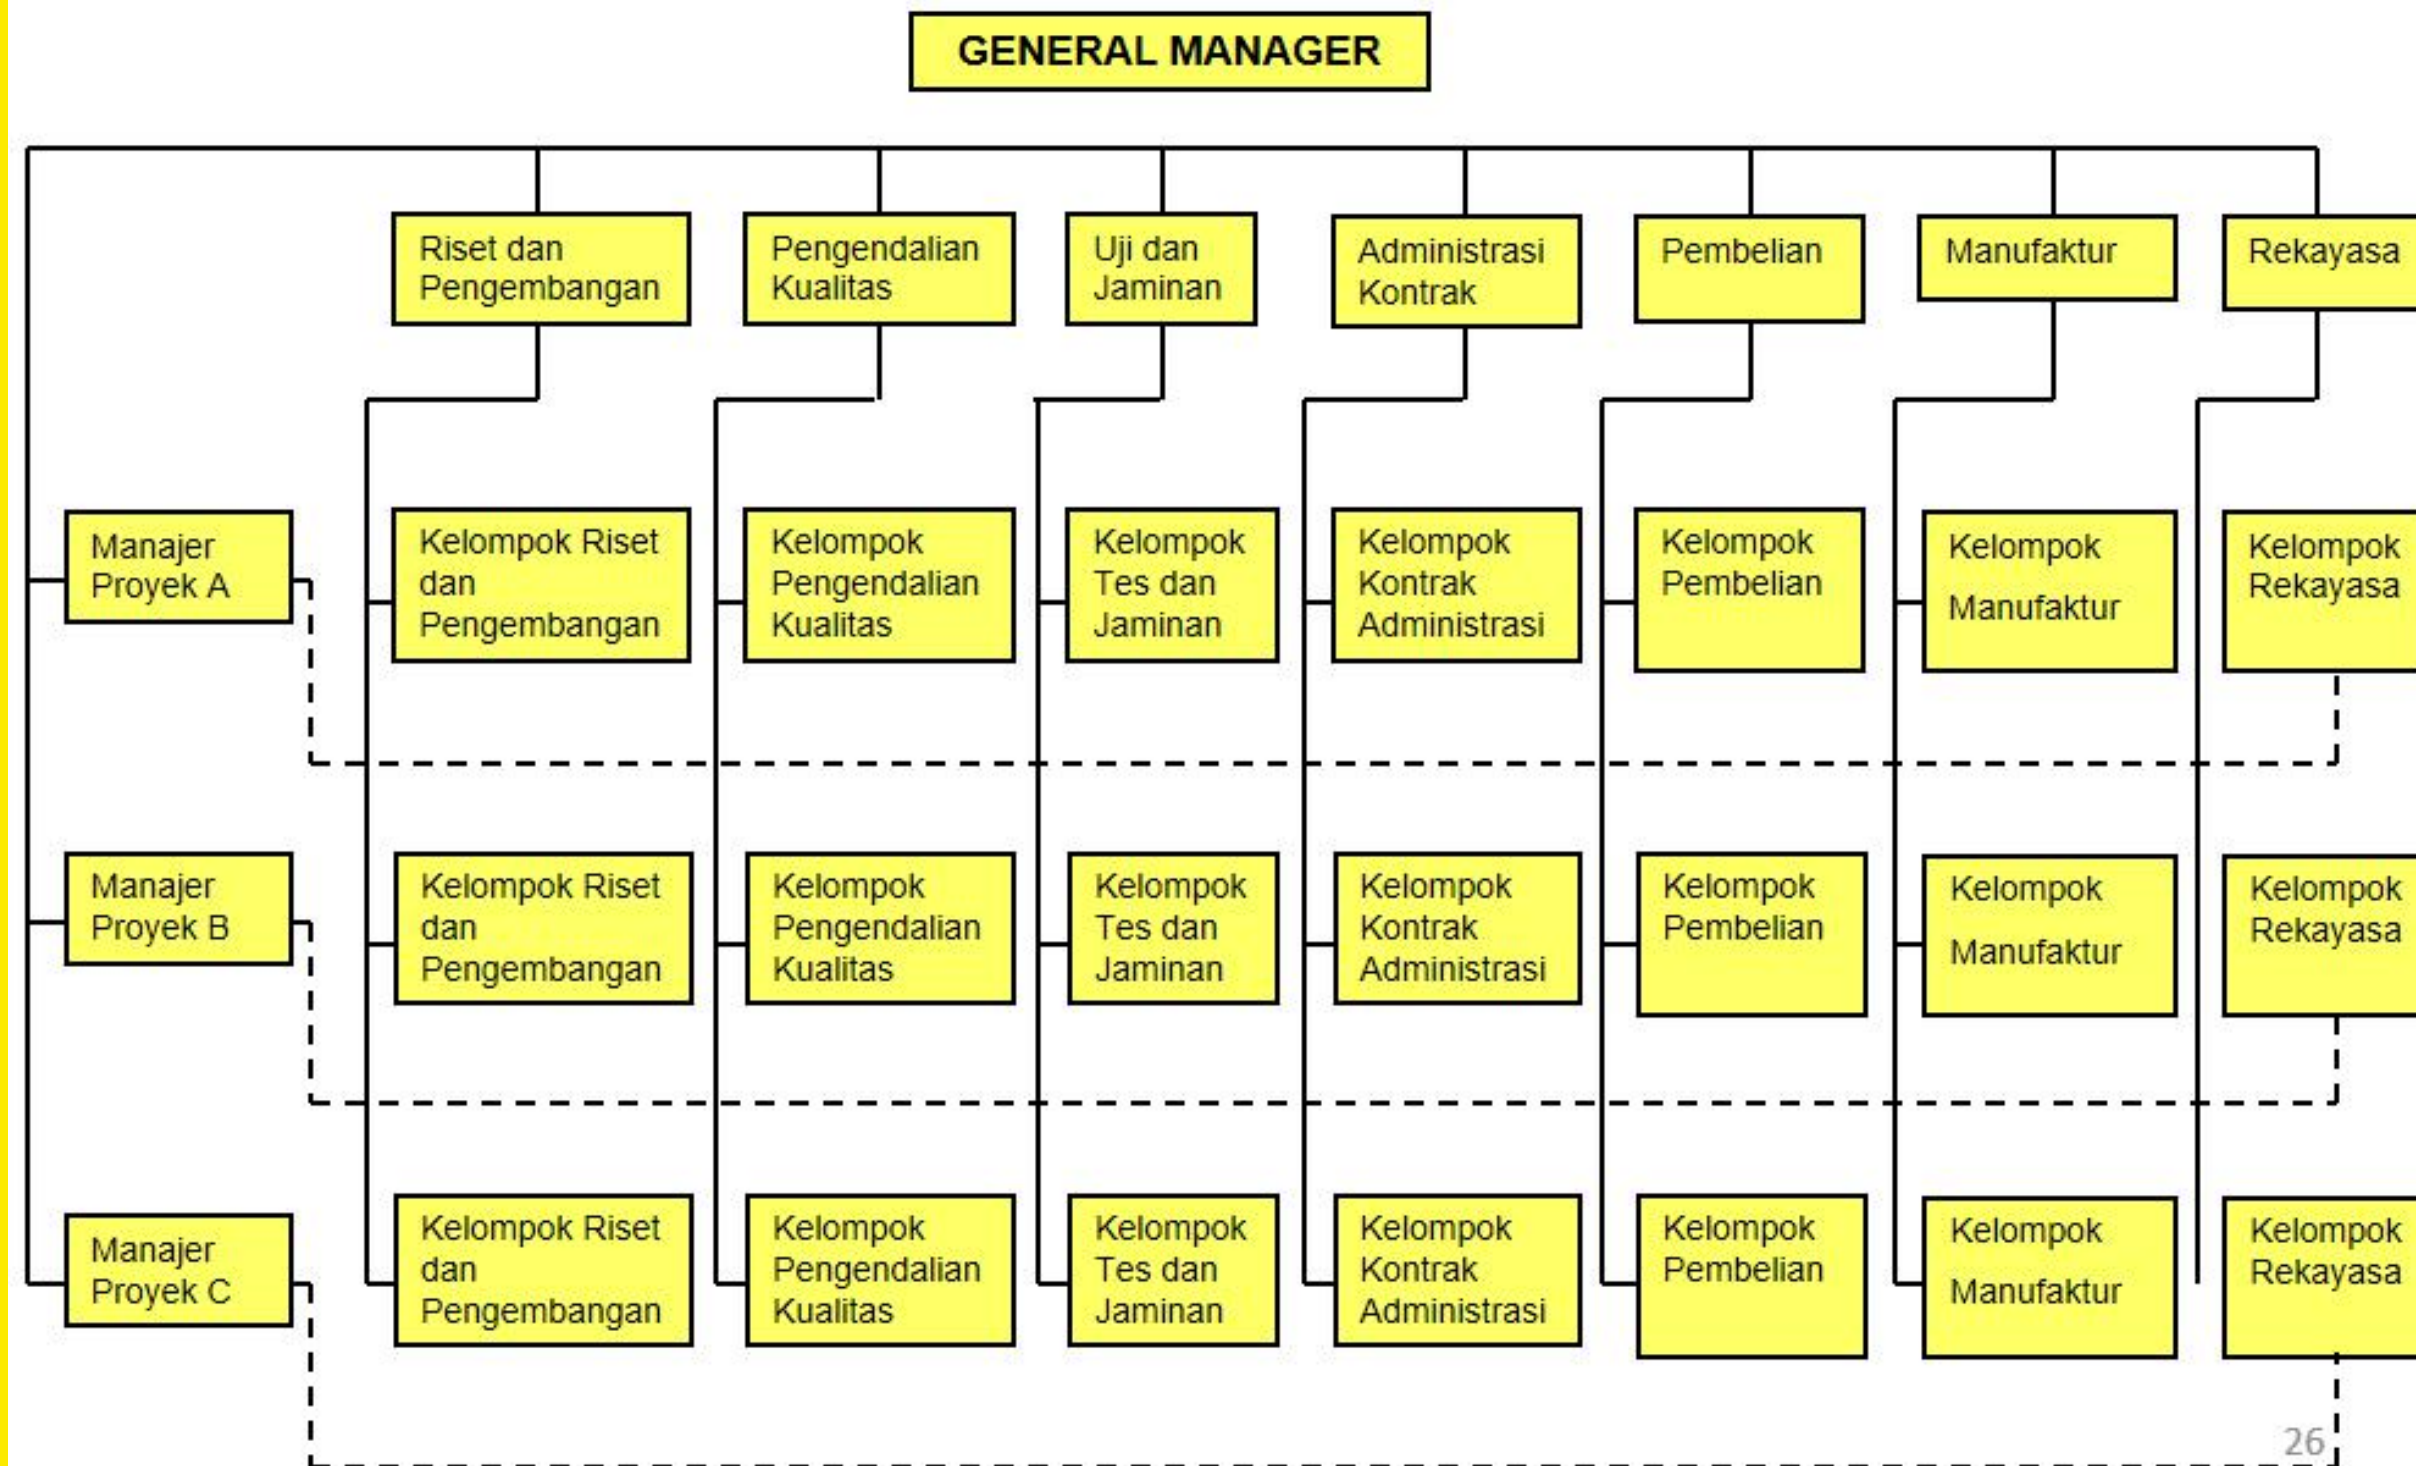 GENERAL MANAGER
Riset dan
Pengembangan
Pengendalian
Kualitas
Uji dan
Jaminan
Administrasi
Kontrak
Pembelian
Manufaktur
Rekayasa
Manajer
Proyek A
Kelompok Riset
dan
Pengembangan
Kelompok
Pengendalian
Kualitas
Kelompok
Tes dan
Jaminan
Kelompok
Kontrak
Administrasi
Kelompok
Pembelian
Kelompok
Manufaktur
Kelompok
Rekayasa
Manajer
Proyek B
Kelompok Riset
dan
Pengembangan
Kelompok
Pengendalian
Kualitas
Kelompok
Tes dan
Jaminan
Kelompok
Kontrak
Administrasi
Kelompok
Pembelian
Kelompok
Manufaktur
Kelompok
Rekayasa
Manajer
Proyek C
Kelompok Riset
dan
Pengembangan
Kelompok
Pengendalian
Kualitas
Kelompok
Tes dan
Jaminan
Kelompok
Kontrak
Administrasi
Kelompok
Pembelian
Kelompok
Manufaktur
Kelompok
Rekayasa
26